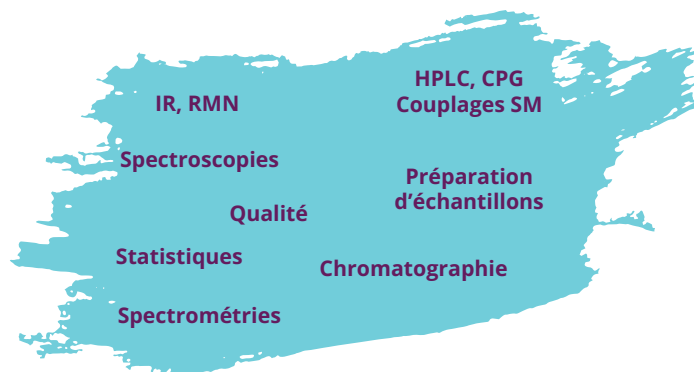 IR, RMN
HPLC, CPG
Couplages SM
Spectroscopies
Préparation
d’échantillons
Qualité
Statistiques
Chromatographie
Spectrométries